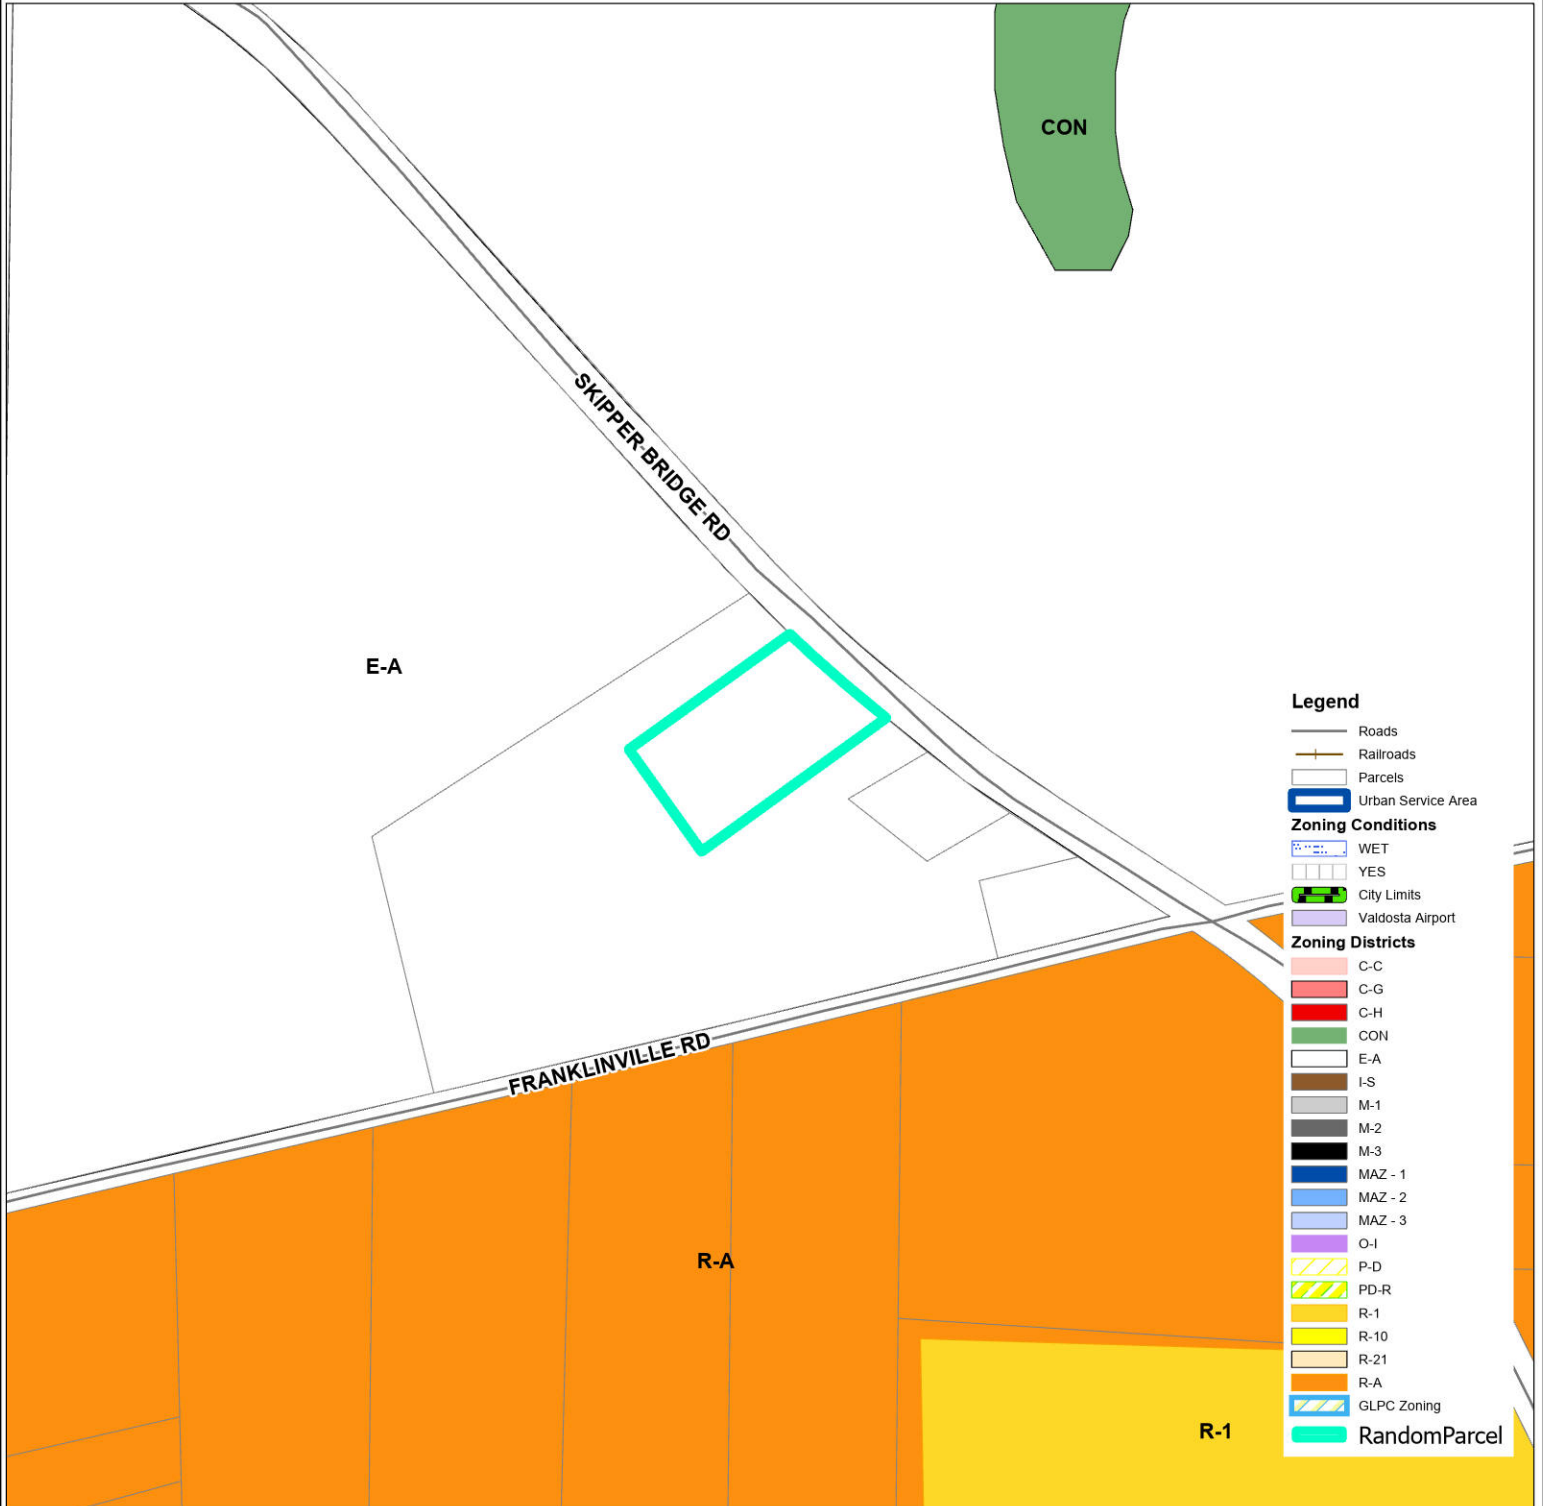 CON
SKIPPER BRIDGE RD
E-A
FRANKLINVILLE RD
R-A
R-1
Legend
Roads
Railroads
Parcels
Urban Service Area
Zoning Conditions
WET
YES
City Limits
Valdosta Airport
Zoning Districts
C-C
C-G
C-H
CON
E-A
I-S
M-1
M-2
M-3
MAZ - 1
MAZ - 2
MAZ - 3
O-I
P-D
PD-R
R-1
R-10
R-21
R-A
GLPC Zoning
RandomParcel